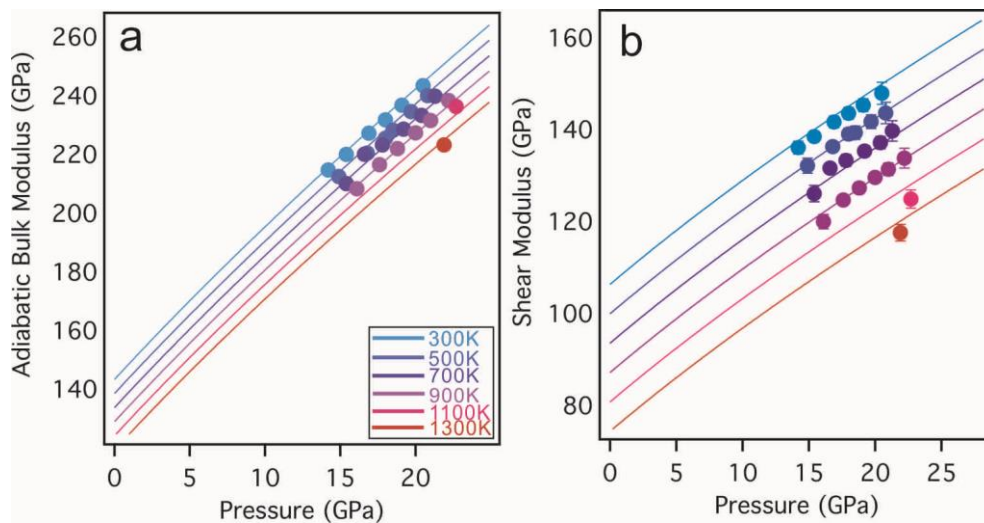 a
Adiabatic Bulk Modulus (GPa)
260
240
220
200
180
160
140
0 5 10 15 20 25
Pressure (GPa)
300K
500K
700K
900K
1100K
1300K
b
Shear Modulus (GPa)
160
140
120
100
80
0 5 10 15 20 25
Pressure (GPa)